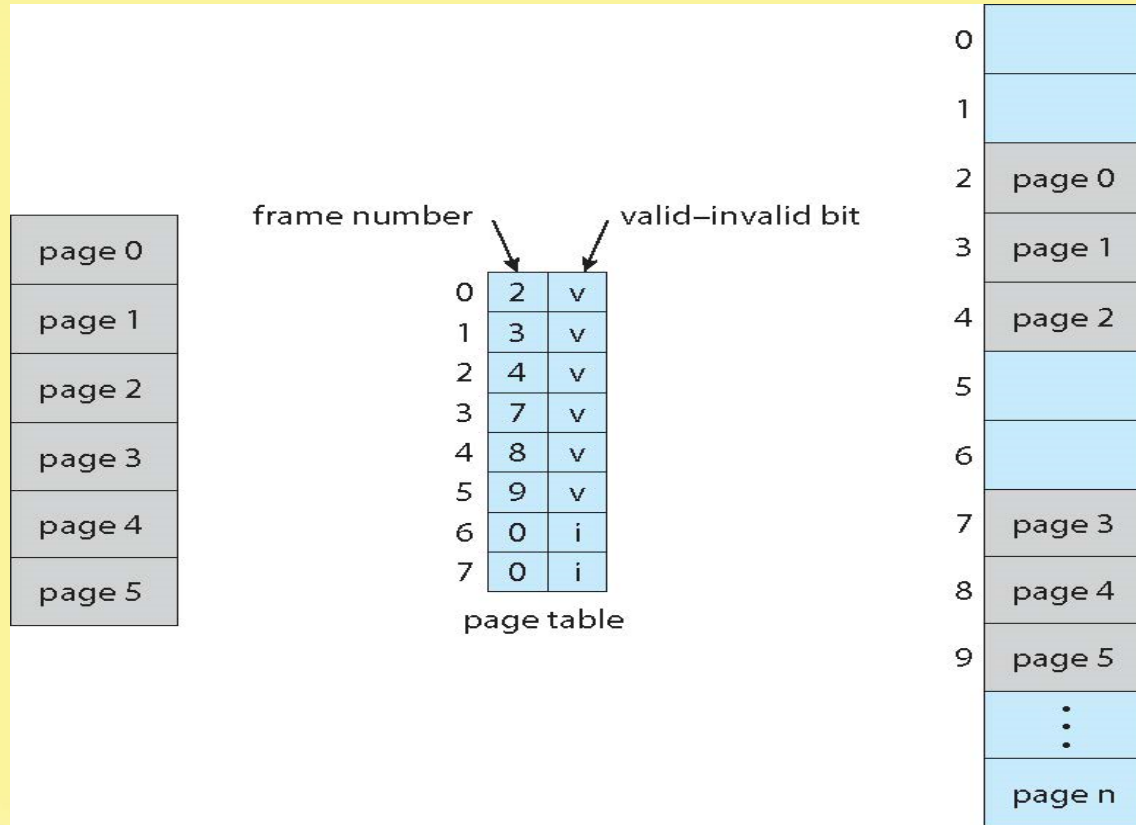 page 0
page 1
page 2
page 3
page 4
page 5
frame number
valid–invalid bit
0 2 v
1 3 v
2 4 v
3 7 v
4 8 v
5 9 v
6 0 i
7 0 i
page table
0
1
2 page 0
3 page 1
4 page 2
5
6
7 page 3
8 page 4
9 page 5
⋮
page n